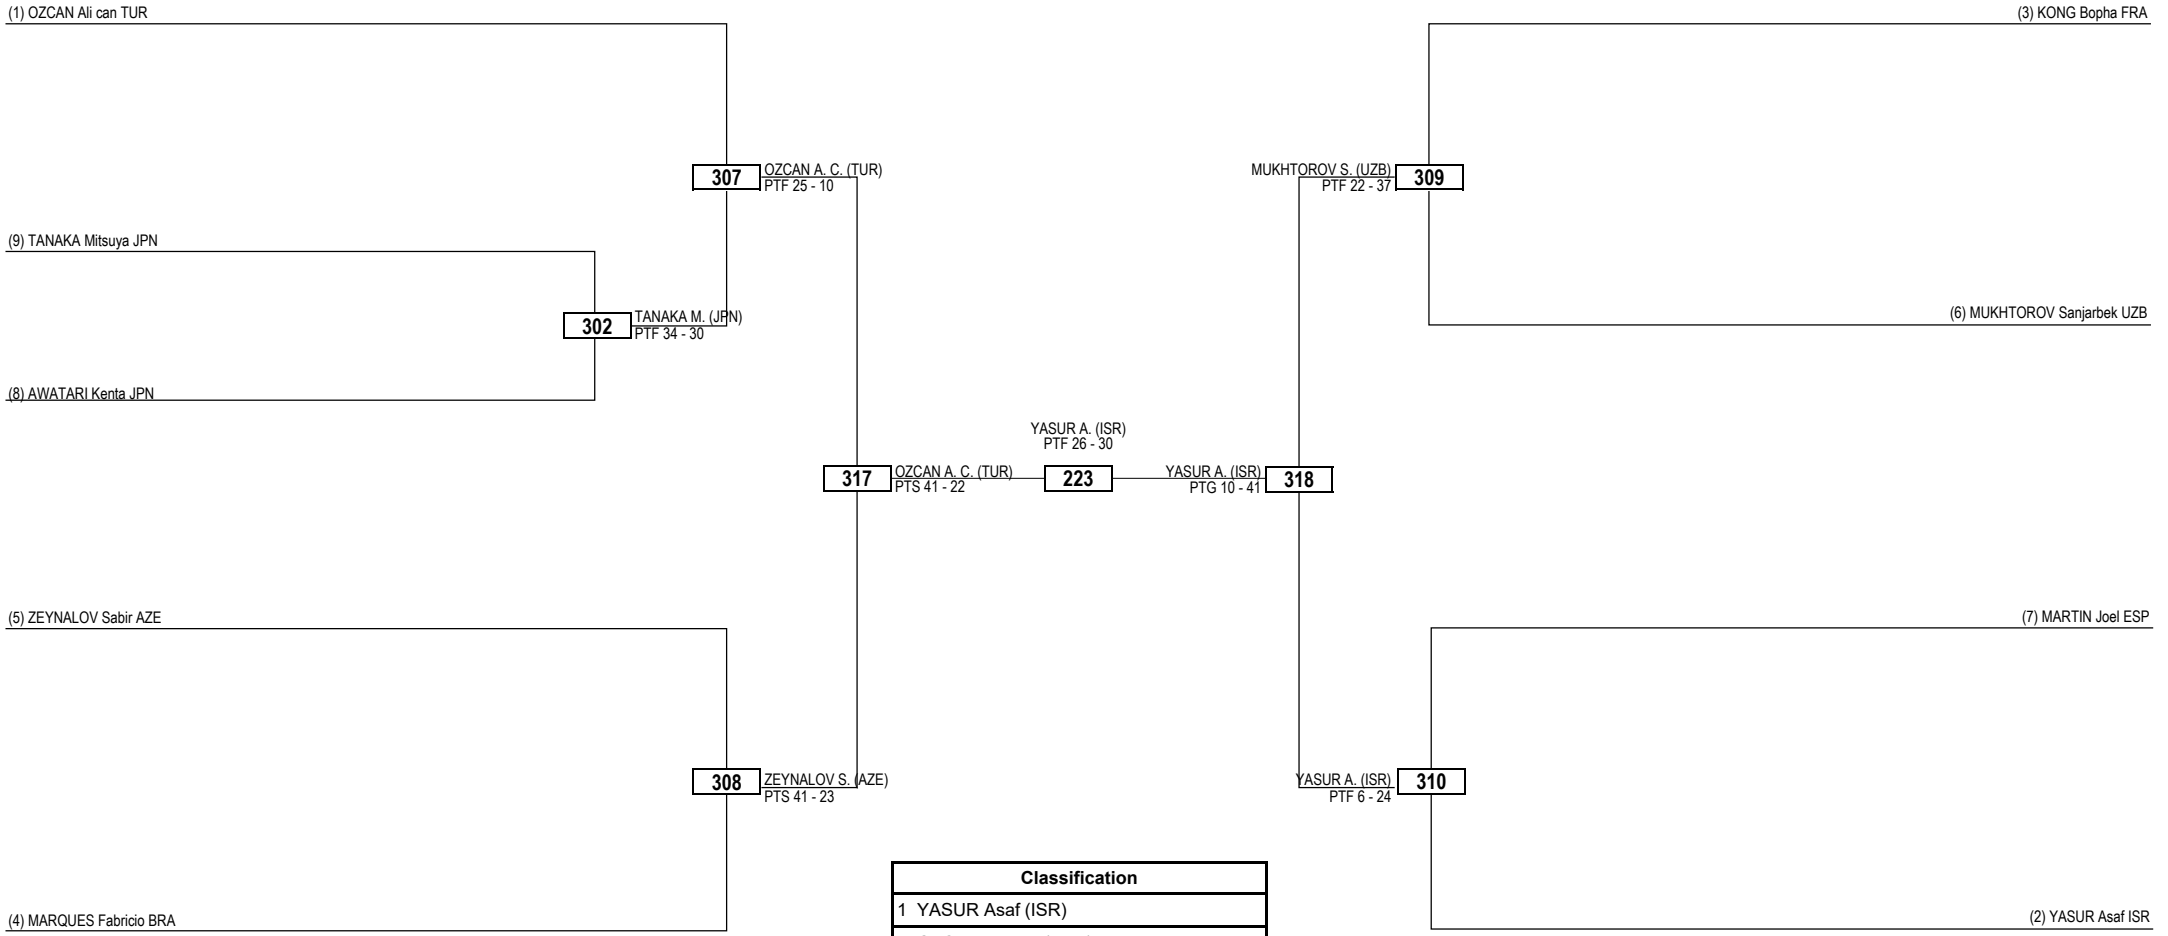 (1) OZCAN Ali can TUR
(3) KONG Bopha FRA
307
OZCAN A. C. (TUR)
PTF 25 - 10
MUKHTOROV S. (UZB)
PTF 22 - 37
309
(9) TANAKA Mitsuya JPN
302
TANAKA M. (JPN)
PTF 34 - 30
(6) MUKHTOROV Sanjarbek UZB
(8) AWATARI Kenta JPN
YASUR A. (ISR)
PTF 26 - 30
317
OZCAN A. C. (TUR)
PTS 41 - 22
223
YASUR A. (ISR)
PTG 10 - 41
318
(5) ZEYNALOV Sabir AZE
(7) MARTIN Joel ESP
308
ZEYNALOV S. (AZE)
PTS 41 - 23
YASUR A. (ISR)
PTF 6 - 24
310
Classification
1 YASUR Asaf (ISR)
(4) MARQUES Fabricio BRA
(2) YASUR Asaf ISR